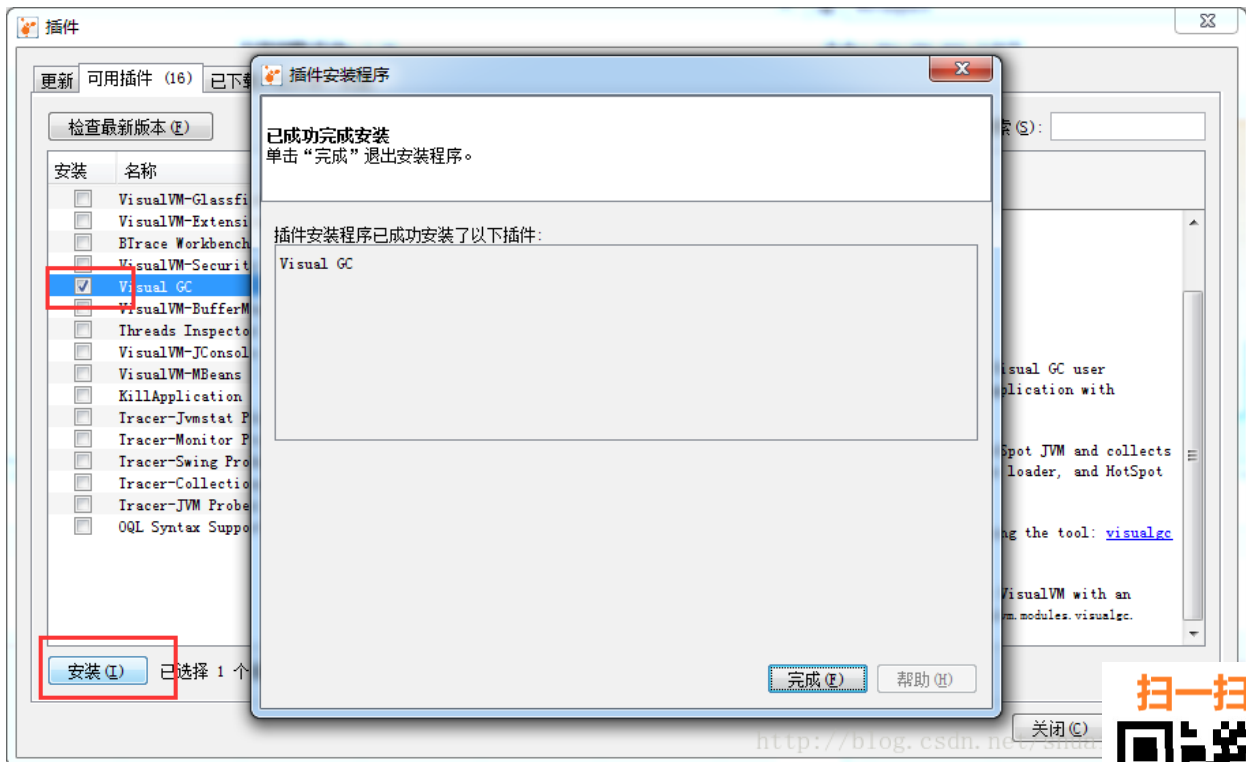 插件
更新 可用插件 (16) 已下载
插件安装程序
检查最新版本(F)
索(S):
已成功完成安装
单击“完成”退出安装程序。
安装 名称
VisualVM-Glassfi
VisualVM-Extensi
BTrace Workbench
VisualVM-Securit
Visual GC
VisualVM-BufferM
Threads Inspecto
VisualVM-JConsol
VisualVM-MBeans
KillApplication
Tracer-Jvmstat P
Tracer-Monitor P
Tracer-Swing Pro
Tracer-Collectio
Tracer-JVM Probe
OQL Syntax Suppo
插件安装程序已成功安装了以下插件:
Visual GC
isual GC user
plication with
Spot JVM and collects
loader, and HotSpot
ng the tool: visualgc
VisualVM with an
vm.modules.visualgc.
安装(I) 已选择 1 个
完成(F) 帮助(H)
关闭(C)
http://blog.csdn.net/shua
扫一扫